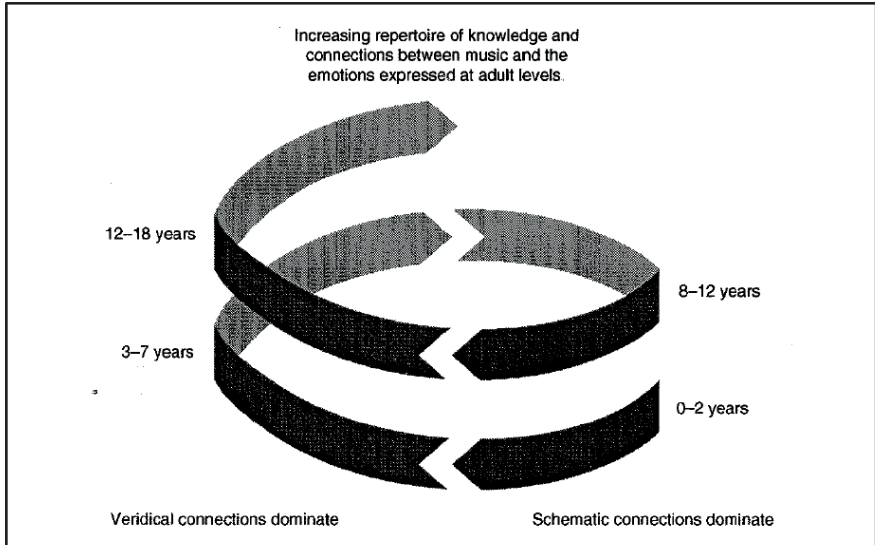 Increasing repertoire of knowledge and
connections between music and the
emotions expressed at adult levels.
12–18 years
8–12 years
3–7 years
0–2 years
Veridical connections dominate
Schematic connections dominate